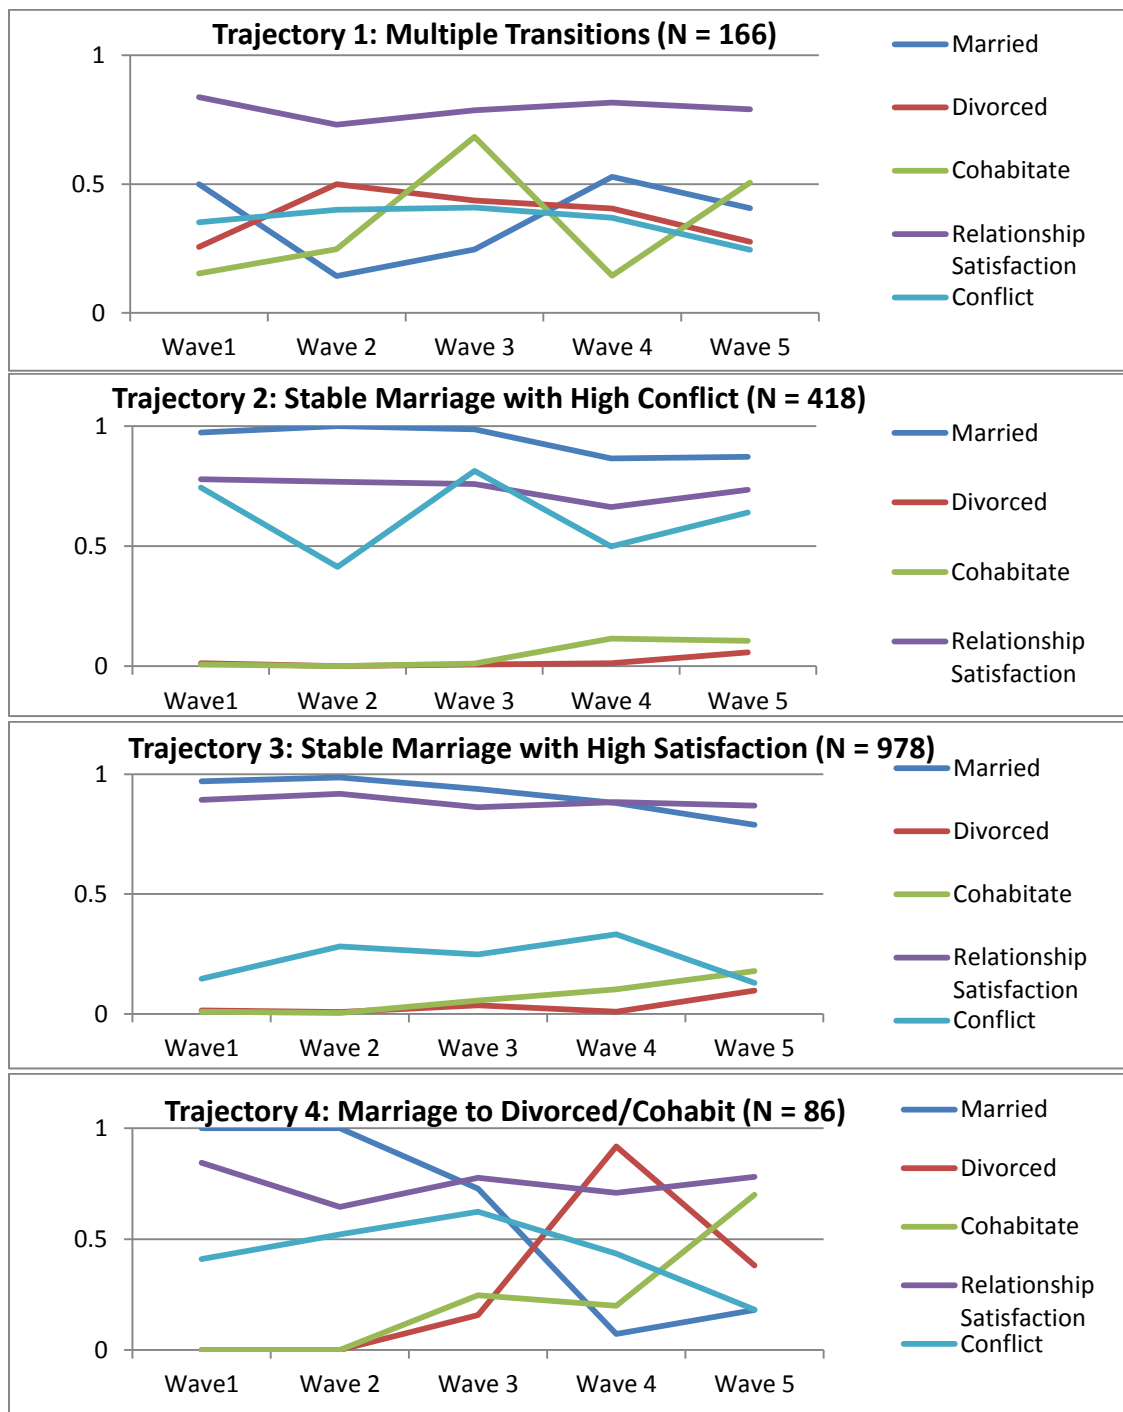 Trajectory 1: Multiple Transitions (N = 166)
1
0.5
0
Wave1 Wave 2 Wave 3 Wave 4 Wave 5
Married
Divorced
Cohabitate
Relationship
Satisfaction
Conflict
Trajectory 2: Stable Marriage with High Conflict (N = 418)
1
0.5
0
Wave1 Wave 2 Wave 3 Wave 4 Wave 5
Married
Divorced
Cohabitate
Relationship
Satisfaction
Trajectory 3: Stable Marriage with High Satisfaction (N = 978)
1
0.5
0
Wave1 Wave 2 Wave 3 Wave 4 Wave 5
Married
Divorced
Cohabitate
Relationship
Satisfaction
Conflict
Trajectory 4: Marriage to Divorced/Cohabit (N = 86)
1
0.5
0
Wave1 Wave 2 Wave 3 Wave 4 Wave 5
Married
Divorced
Cohabitate
Relationship
Satisfaction
Conflict